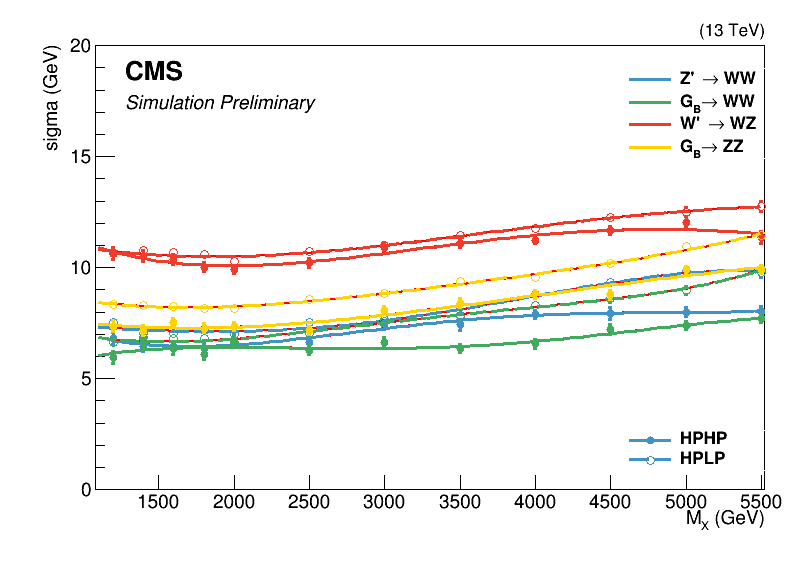 (13 TeV)
sigma (GeV)
20
15
10
5
0
CMS
Simulation Preliminary
Z' → WW
G_B → WW
W' → WZ
G_B → ZZ
HPHP
HPLP
1500 2000 2500 3000 3500 4000 4500 5000 5500
M_X (GeV)